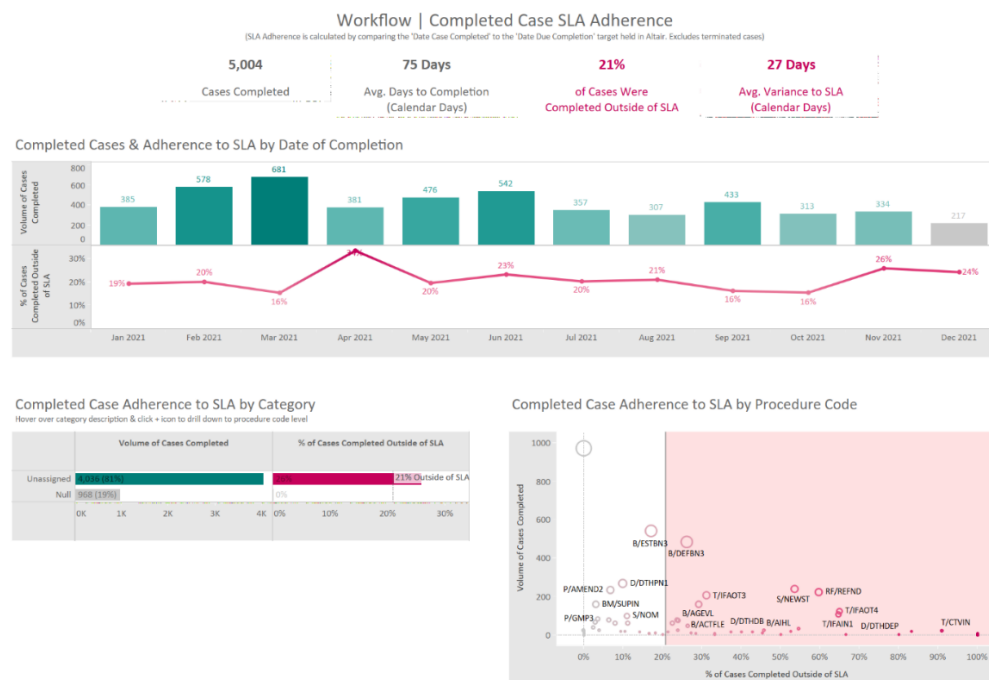 Workflow | Completed Case SLA Adherence
(SLA Adherence is calculated by comparing the 'Date Case Completed' to the 'Date Due Completion' target held in Altair. Excludes terminated cases)
5,004 75 Days 21% 27 Days
Cases Completed Avg. Days to Completion of Cases Were Avg. Variance to SLA
(Calendar Days) Completed Outside of SLA (Calendar Days)
Completed Cases & Adherence to SLA by Date of Completion
Volume of Cases
Completed
800
600
400
200
0
385 578 681 381 476 542 357 307 433 313 334 217
% of Cases
Completed Outside
of SLA
30%
20%
10%
0%
19% 20% 16% 20% 23% 20% 21% 16% 16% 26% 24%
Jan 2021 Feb 2021 Mar 2021 Apr 2021 May 2021 Jun 2021 Jul 2021 Aug 2021 Sep 2021 Oct 2021 Nov 2021 Dec 2021
Completed Case Adherence to SLA by Category
Hover over category description & click + icon to drill down to procedure code level
Volume of Cases Completed % of Cases Completed Outside of SLA
Unassigned 4,036 (81%) 21% Outside of SLA
Null 968 (19%) 0%
0K 1K 2K 3K 4K 0% 10% 20% 30%
Completed Case Adherence to SLA by Procedure Code
Volume of Cases Completed
1000
800
600
400
200
0
B/ESTBN3
B/DEFBN3
P/AMEND2
D/DTHPN1
BM/SUPIN
P/GMP3
S/NOM
T/IFAOT3
B/AGEVL
B/ACTFLE
D/DTHDB
B/AIHL
S/NEWST
RF/REFND
T/IFAOT4
T/IFAIN1
D/DTHDEP
T/CTVIN
0% 10% 20% 30% 40% 50% 60% 70% 80% 90% 100%
% of Cases Completed Outside of SLA